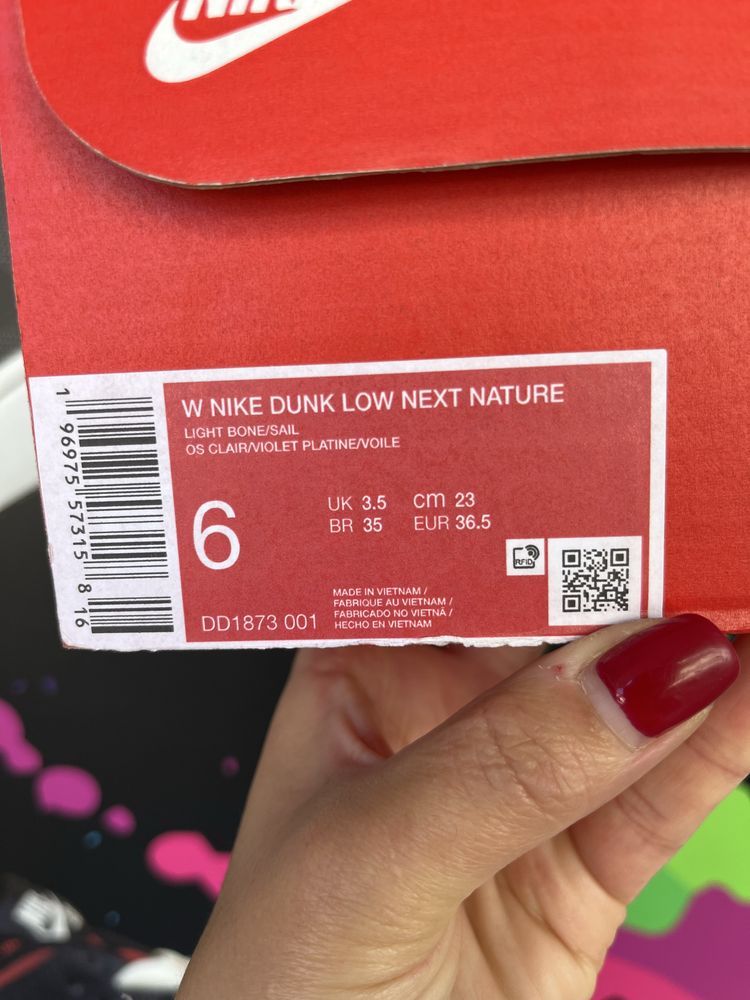 W NIKE DUNK LOW NEXT NATURE
LIGHT BONE/SAIL
OS CLAIR/VIOLET PLATINE/VOILE
6
UK 3.5 cm 23
BR 35 EUR 36.5
RFID
DD1873 001
MADE IN VIETNAM /
FABRIQUE AU VIETNAM /
FABRICADO NO VIETNÃ /
HECHO EN VIETNAM
1 96975 57315 8 16